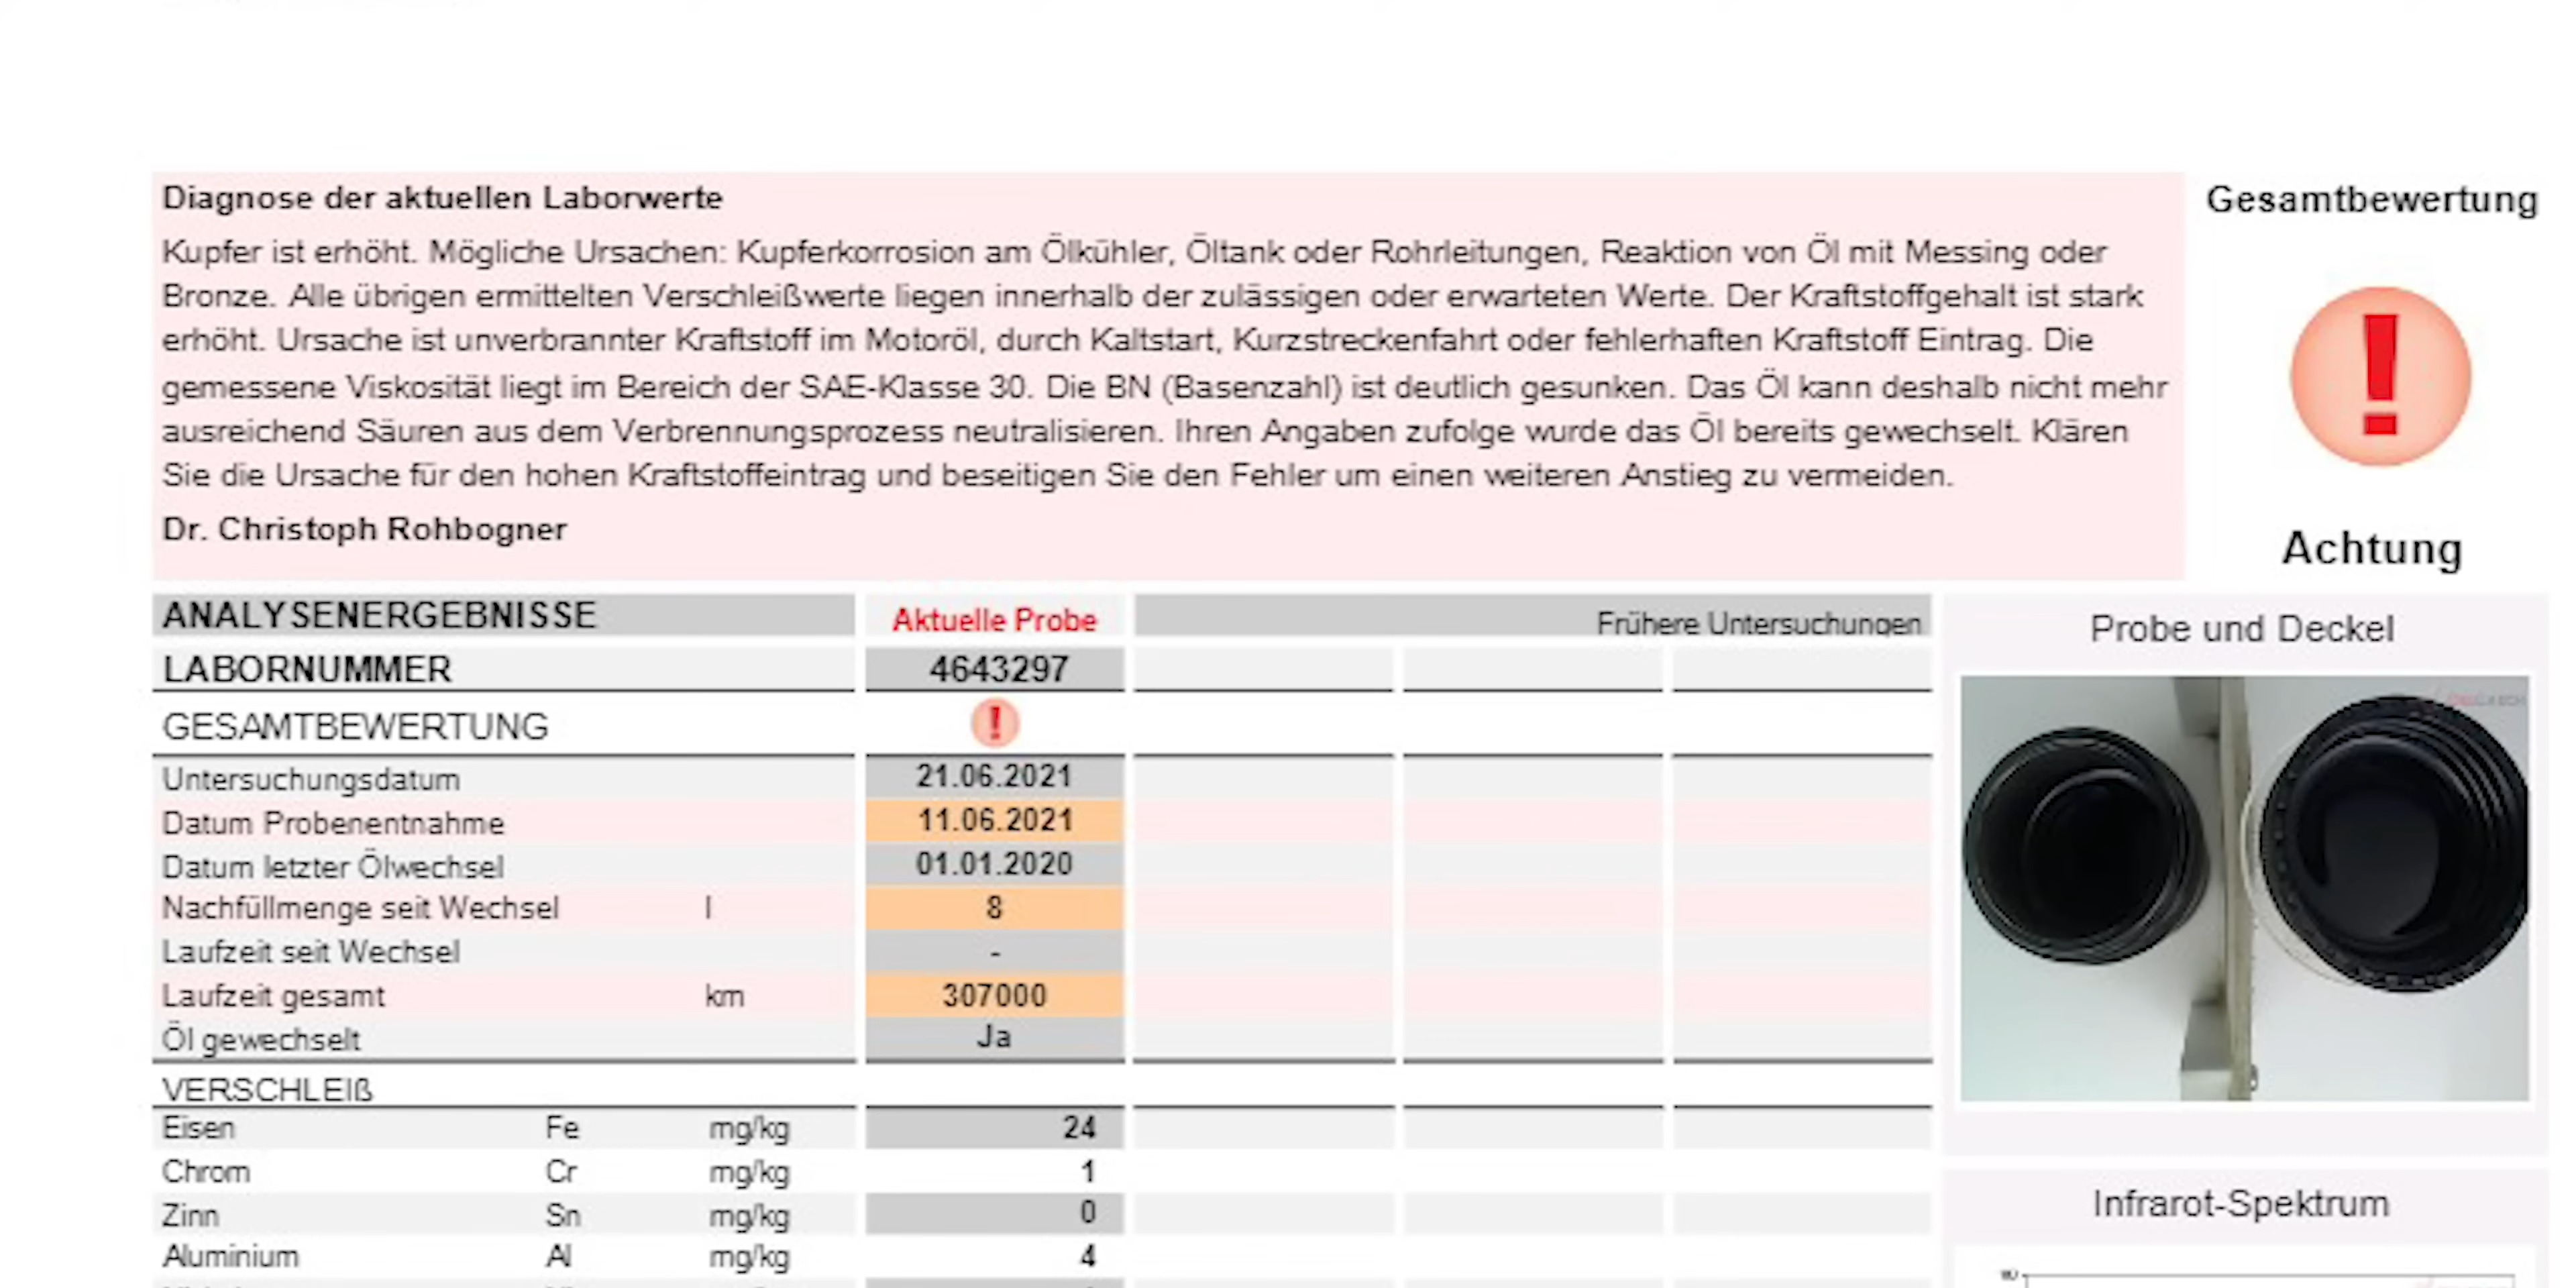 Diagnose der aktuellen Laborwerte
Kupfer ist erhöht. Mögliche Ursachen: Kupferkorrosion am Ölkühler, Öltank oder Rohrleitungen, Reaktion von Öl mit Messing oder
Bronze. Alle übrigen ermittelten Verschleißwerte liegen innerhalb der zulässigen oder erwarteten Werte. Der Kraftstoffgehalt ist stark
erhöht. Ursache ist unverbrannter Kraftstoff im Motoröl, durch Kaltstart, Kurzstreckenfahrt oder fehlerhaften Kraftstoff Eintrag. Die
gemessene Viskosität liegt im Bereich der SAE-Klasse 30. Die BN (Basenzahl) ist deutlich gesunken. Das Öl kann deshalb nicht mehr
ausreichend Säuren aus dem Verbrennungsprozess neutralisieren. Ihren Angaben zufolge wurde das Öl bereits gewechselt. Klären
Sie die Ursache für den hohen Kraftstoffeintrag und beseitigen Sie den Fehler um einen weiteren Anstieg zu vermeiden.
Dr. Christoph Rohbogner
Gesamtbewertung
!
Achtung
ANALYSENERGEBNISSE Aktuelle Probe Frühere Untersuchungen
LABORNUMMER 4643297
GESAMTBEWERTUNG !
Untersuchungsdatum 21.06.2021
Datum Probenentnahme 11.06.2021
Datum letzter Ölwechsel 01.01.2020
Nachfüllmenge seit Wechsel l 8
Laufzeit seit Wechsel -
Laufzeit gesamt km 307000
Öl gewechselt Ja
VERSCHLEIß
Eisen Fe mg/kg 24
Chrom Cr mg/kg 1
Zinn Sn mg/kg 0
Aluminium Al mg/kg 4
Probe und Deckel
Infrarot-Spektrum